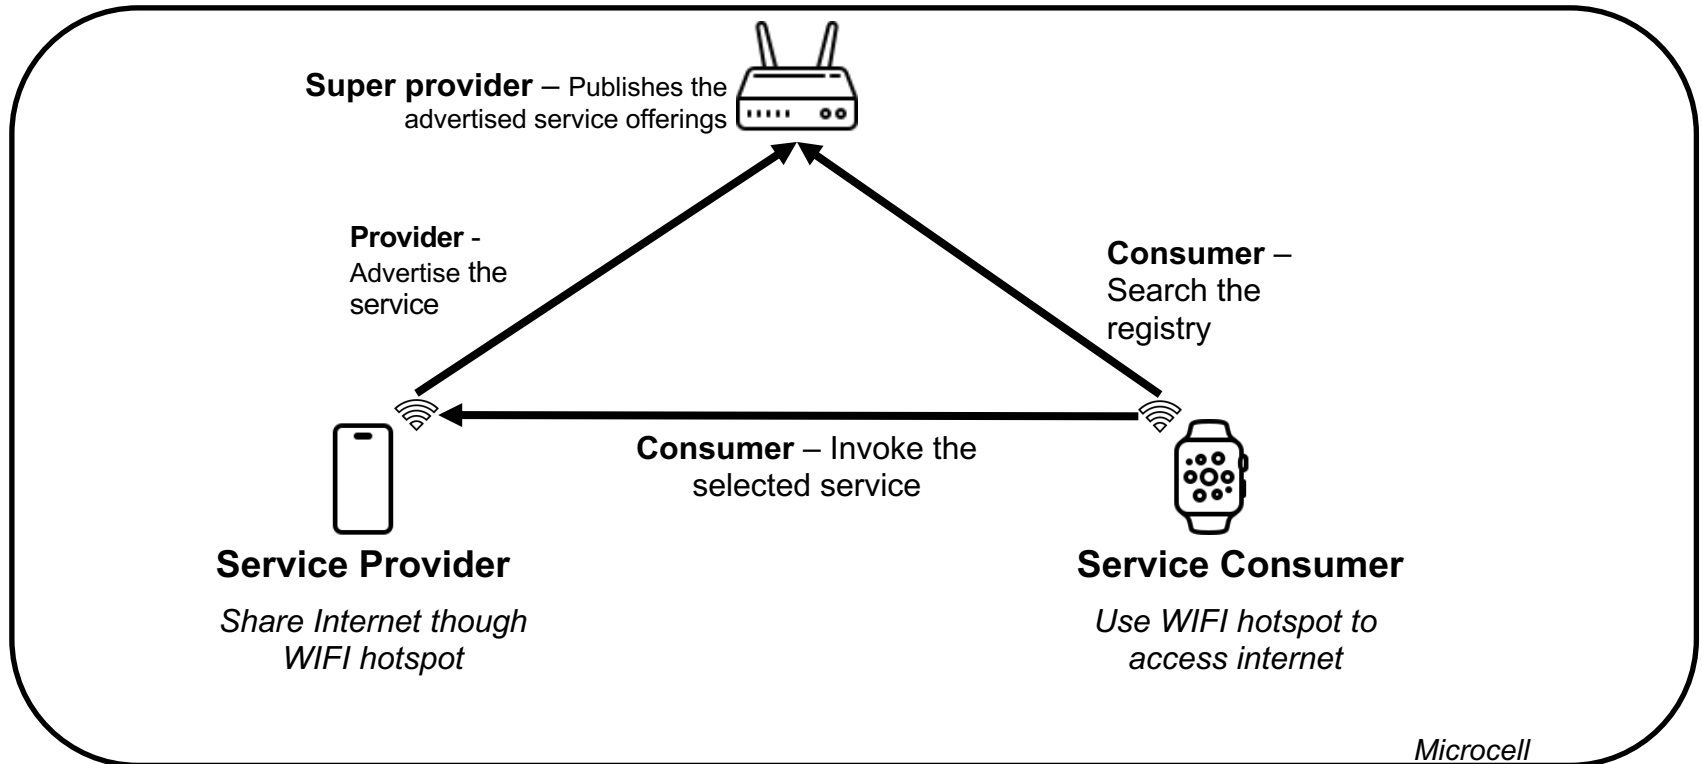 Super provider – Publishes the
advertised service offerings
Provider -
Advertise the
service
Consumer –
Search the
registry
Consumer – Invoke the
selected service
Service Provider
Share Internet though
WIFI hotspot
Service Consumer
Use WIFI hotspot to
access internet
Microcell